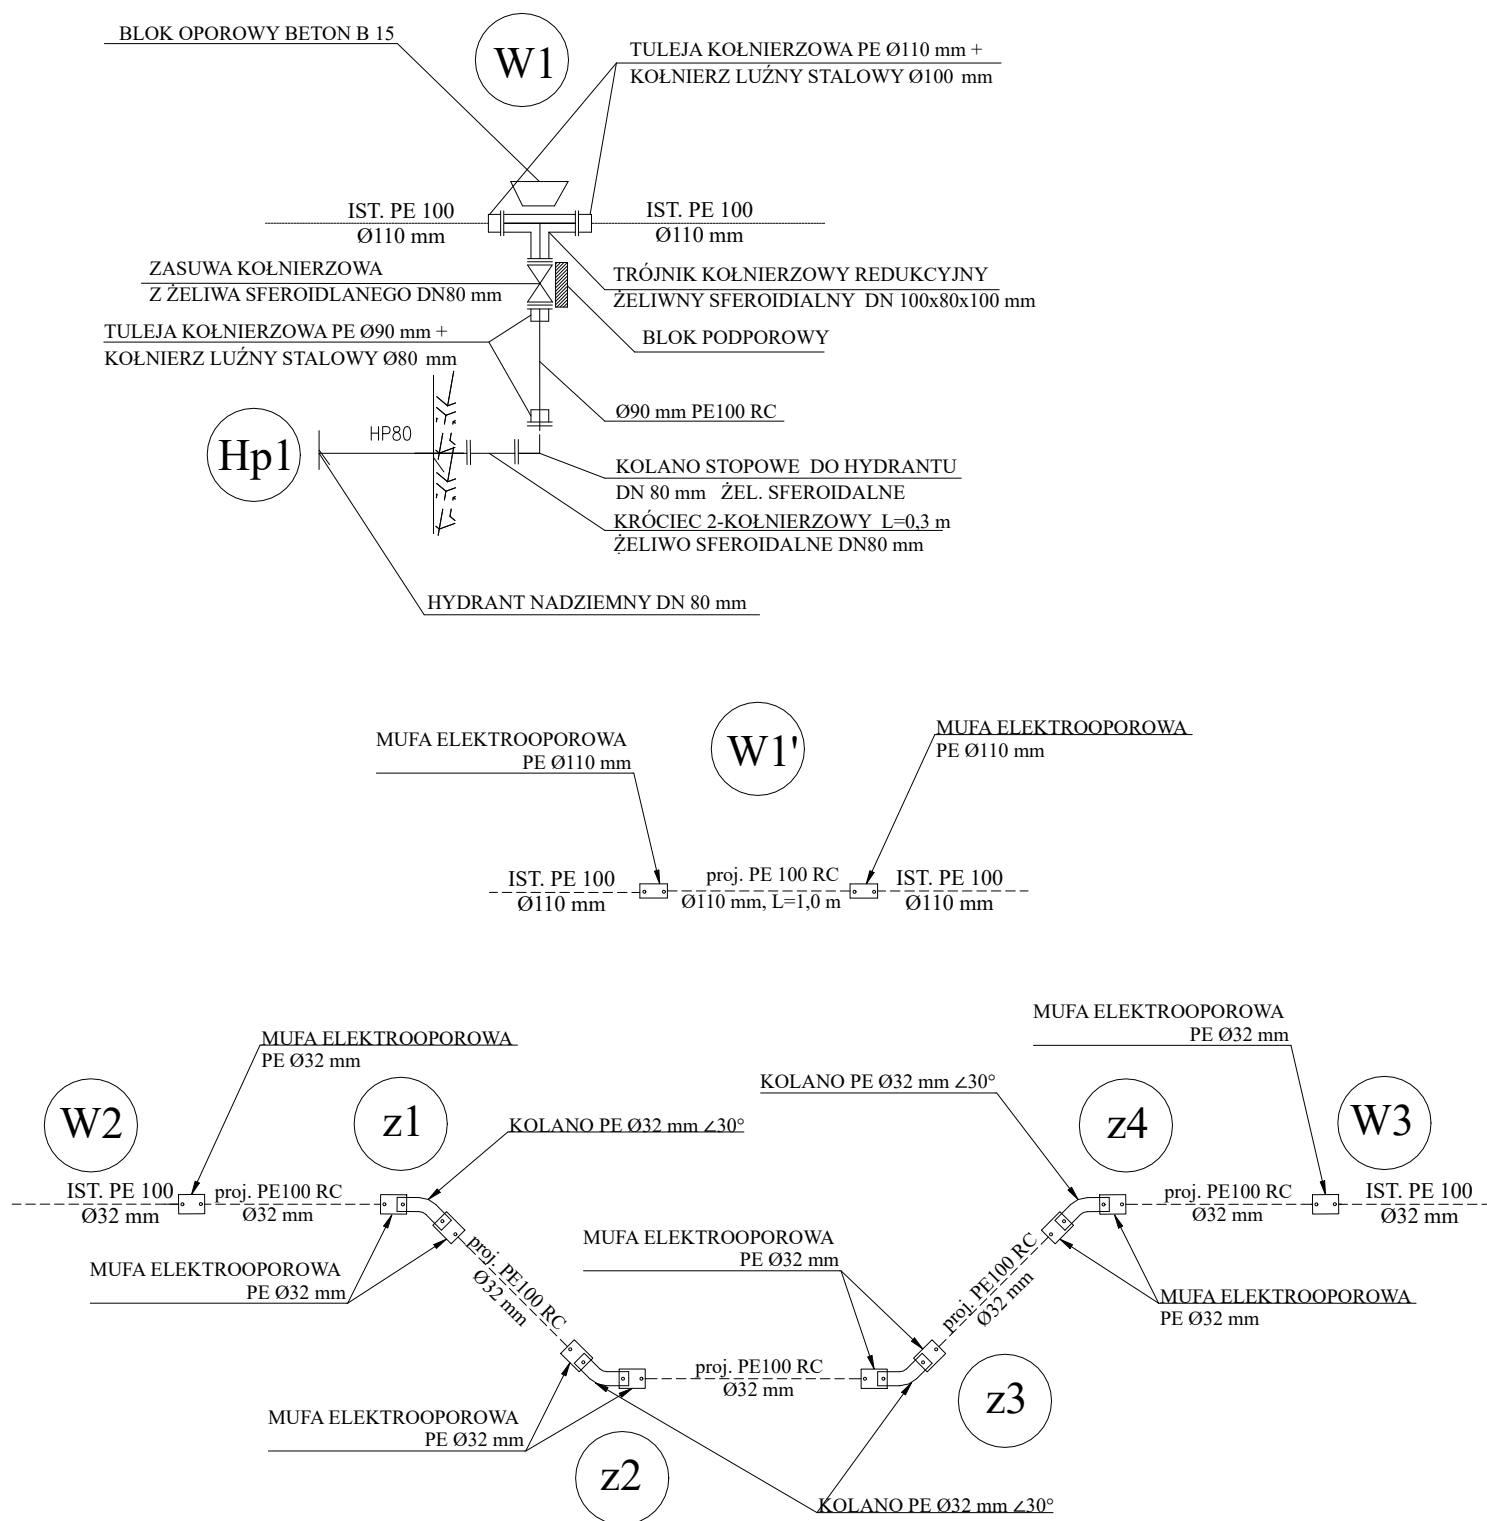 BLOK OPOROWY BETON B 15
W1
TULEJA KOŁNIERZOWA PE Ø110 mm +
KOŁNIERZ LUŹNY STALOWY Ø100 mm
IST. PE 100
Ø110 mm
IST. PE 100
Ø110 mm
ZASUWA KOŁNIERZOWA
Z ŻELIWA SFEROIDLANEGO DN80 mm
TRÓJNIK KOŁNIERZOWY REDUKCYJNY
ŻELIWNY SFEROIDIALNY DN 100x80x100 mm
TULEJA KOŁNIERZOWA PE Ø90 mm +
KOŁNIERZ LUŹNY STALOWY Ø80 mm
BLOK PODPOROWY
Ø90 mm PE100 RC
Hp1
HP80
KOLANO STOPOWE DO HYDRANTU
DN 80 mm ŻEL. SFEROIDALNE
KRÓCIEC 2-KOŁNIERZOWY L=0,3 m
ŻELIWO SFEROIDALNE DN80 mm
HYDRANT NADZIEMNY DN 80 mm
MUFA ELEKTROOPOROWA
PE Ø110 mm
W1'
MUFA ELEKTROOPOROWA
PE Ø110 mm
IST. PE 100
Ø110 mm
proj. PE 100 RC
Ø110 mm, L=1,0 m
IST. PE 100
Ø110 mm
MUFA ELEKTROOPOROWA
PE Ø32 mm
MUFA ELEKTROOPOROWA
PE Ø32 mm
W2
z1
KOLANO PE Ø32 mm ∠30°
KOLANO PE Ø32 mm ∠30°
z4
W3
IST. PE 100
Ø32 mm
proj. PE100 RC
Ø32 mm
proj. PE100 RC
Ø32 mm
IST. PE 100
Ø32 mm
MUFA ELEKTROOPOROWA
PE Ø32 mm
proj. PE100 RC
Ø32 mm
MUFA ELEKTROOPOROWA
PE Ø32 mm
proj. PE100 RC
Ø32 mm
MUFA ELEKTROOPOROWA
PE Ø32 mm
proj. PE100 RC
Ø32 mm
MUFA ELEKTROOPOROWA
PE Ø32 mm
z2
z3
KOLANO PE Ø32 mm ∠30°